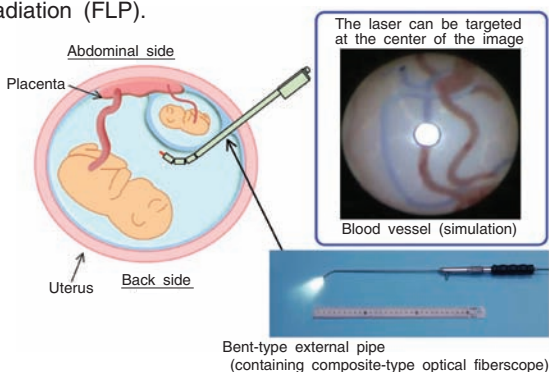 radiation (FLP).
Abdominal side
Placenta
Uterus
Back side
The laser can be targeted
at the center of the image
Blood vessel (simulation)
Bent-type external pipe
(containing composite-type optical fiberscope)